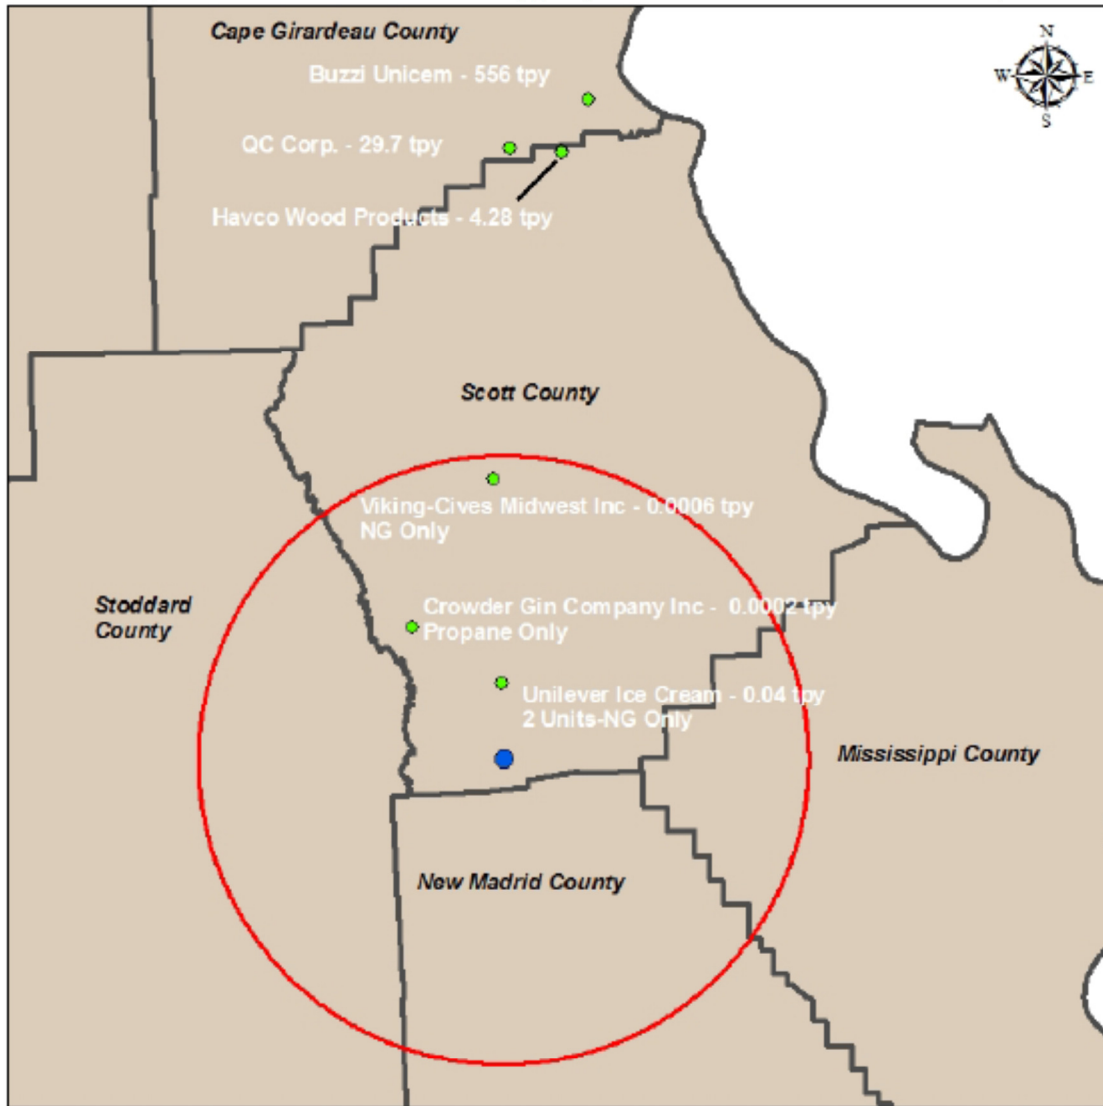 Cape Girardeau County
N
Buzzi Unicem - 556 tpy
W
E
S
QC Corp. - 29.7 tpy
Havco Wood Products - 4.28 tpy
Scott County
Viking-Cives Midwest Inc - 0.0006 tpy
NG Only
Stoddard
County
Crowder Gin Company Inc - 0.0002 tpy
Propane Only
Unilever Ice Cream - 0.04 tpy
2 Units-NG Only
Mississippi County
New Madrid County